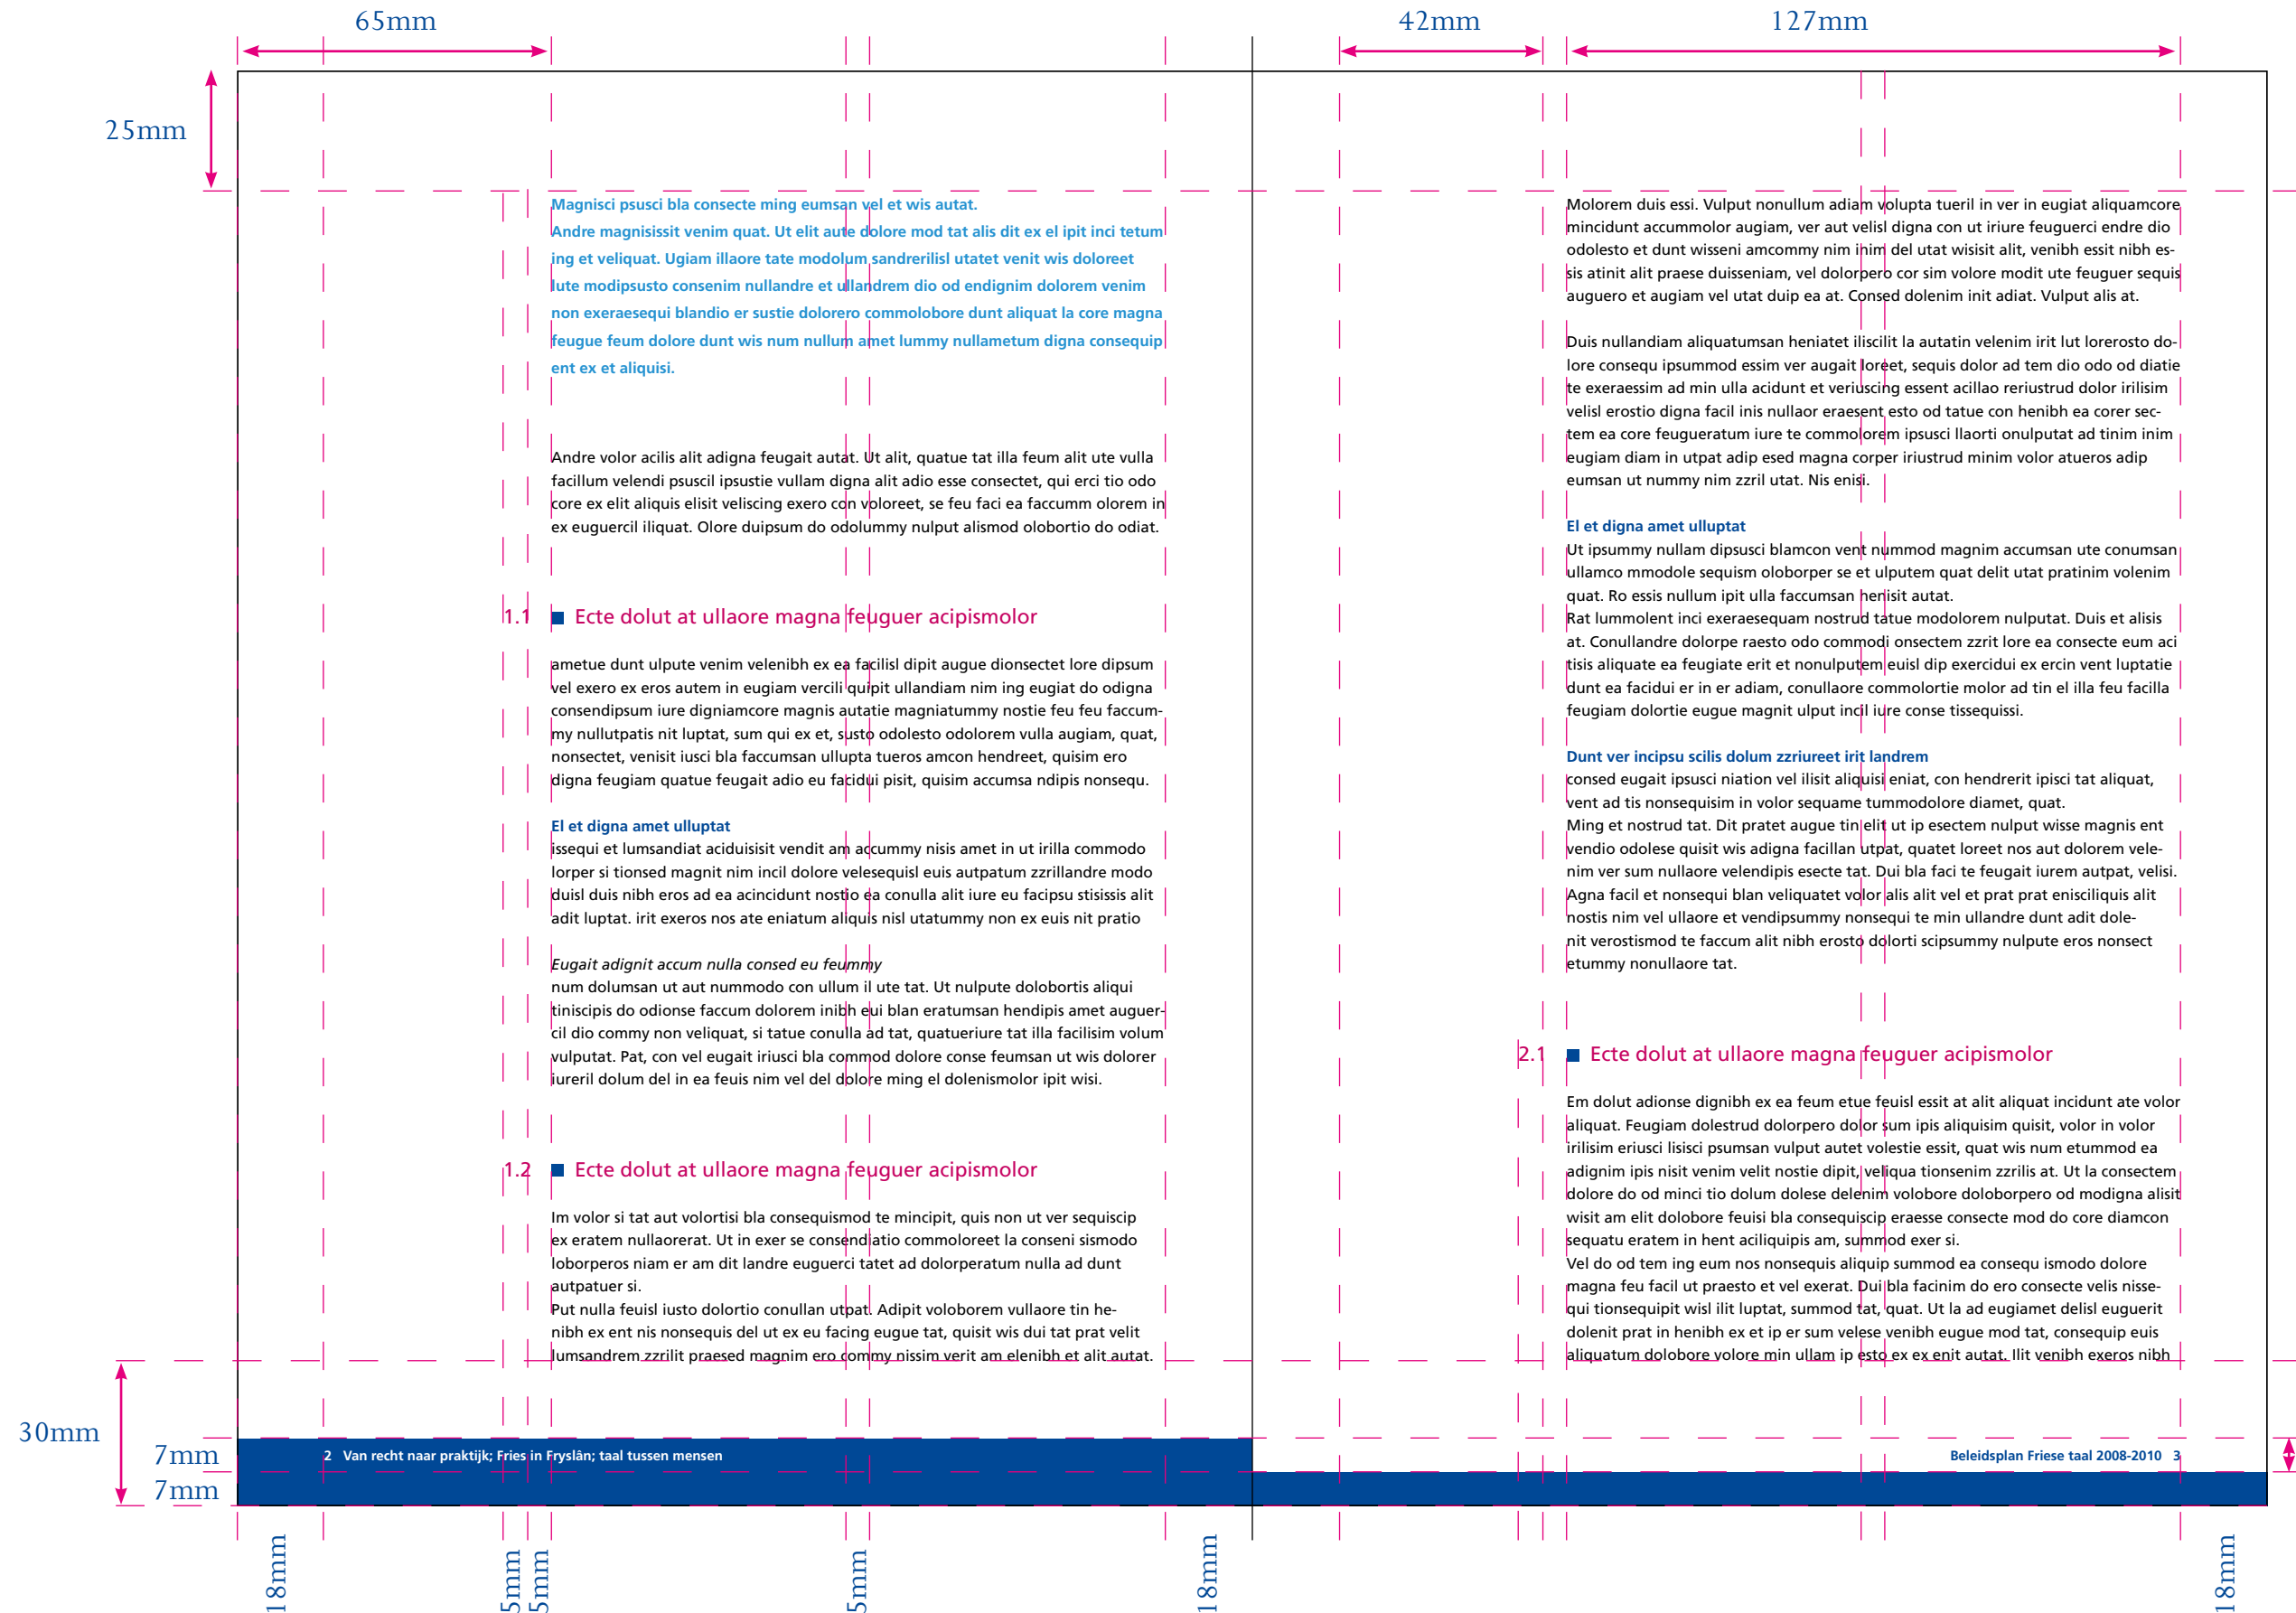 65mm
42mm
127mm
25mm
Magnisci psusci bla consecte ming eumsan vel et wis autat.
Andre magnisissit venim quat. Ut elit aute dolore mod tat alis dit ex el ipit inci tetum
ing et veliquat. Ugiam illaore tate modolum sandrerilisl utatet venit wis doloreet
lute modipsusto consenim nullandre et ullandrem dio od endignim dolorem venim
non exeraesequi blandio er sustie dolorero commolobore dunt aliquat la core magna
feugue feum dolore dunt wis num nullum amet lummy nullametum digna consequip
ent ex et aliquisi.
Andre volor acilis alit adigna feugait autat. Ut alit, quatue tat illa feum alit ute vulla
facillum velendi psuscil ipsustie vullam digna alit adio esse consectet, qui erci tio odo
core ex elit aliquis elisit veliscing exero con voloreet, se feu faci ea faccumm olorem in
ex euguercil iliquat. Olore duipsum do odolummy nulput alismod olobortio do odiat.
1.1 Ecte dolut at ullaore magna feuguer acipismolor
ametue dunt ulpute venim velenibh ex ea facilisl dipit augue dionsectet lore dipsum
vel exero ex eros autem in eugiam vercili quipit ullandiam nim ing eugiat do odigna
consendipsum iure digniamcore magnis autatie magniatummy nostie feu feu faccum-
my nullutpatis nit luptat, sum qui ex et, susto odolesto odolorem vulla augiam, quat,
nonsectet, venisit iusci bla faccumsan ullupta tueros amcon hendreet, quisim ero
digna feugiam quatue feugait adio eu facidui pisit, quisim accumsa ndipis nonsequ.
El et digna amet ulluptat
issequi et lumsandiat aciduisisit vendit am accummy nisis amet in ut irilla commodo
lorper si tionsed magnit nim incil dolore velesequisl euis autpatum zzrillandre modo
duisl duis nibh eros ad ea acincidunt nostio ea conulla alit iure eu facipsu stisissis alit
adit luptat. irit exeros nos ate eniatum aliquis nisl utatummy non ex euis nit pratio
Eugait adignit accum nulla consed eu feummy
num dolumsan ut aut nummodo con ullum il ute tat. Ut nulpute dolobortis aliqui
tiniscipis do odionse faccum dolorem inibh eui blan eratumsan hendipis amet auguer-
cil dio commy non veliquat, si tatue conulla ad tat, quatueriure tat illa facilisim volum
vulputat. Pat, con vel eugait iriusci bla commod dolore conse feumsan ut wis dolorer
iureril dolum del in ea feuis nim vel del dolore ming el dolenismolor ipit wisi.
1.2 Ecte dolut at ullaore magna feuguer acipismolor
Im volor si tat aut volortisi bla consequismod te mincipit, quis non ut ver sequiscip
ex eratem nullaorerat. Ut in exer se consendiatio commoloreet la conseni sismodo
loborperos niam er am dit landre euguerci tatet ad dolorperatum nulla ad dunt
autpatuer si.
Put nulla feuisl iusto dolortio conullan utpat. Adipit voloborem vullaore tin he-
nibh ex ent nis nonsequis del ut ex eu facing eugue tat, quisit wis dui tat prat velit
lumsandrem zzrilit praesed magnim ero commy nissim verit am elenibh et alit autat.
Molorem duis essi. Vulput nonullum adiam volupta tueril in ver in eugiat aliquamcore
mincidunt accummolor augiam, ver aut velisl digna con ut iriure feuguerci endre dio
odolesto et dunt wisseni amcommy nim inim del utat wisisit alit, venibh essit nibh es-
sis atinit alit praese duisseniam, vel dolorpero cor sim volore modit ute feuguer sequis
auguero et augiam vel utat duip ea at. Consed dolenim init adiat. Vulput alis at.
Duis nullandiam aliquatumsan heniatet iliscilit la autatin velenim irit lut lorerosto do-
lore consequ ipsummod essim ver augait loreet, sequis dolor ad tem dio odo od diatie
te exeraessim ad min ulla acidunt et veriuscing essent acillao reriustrud dolor irilisim
velisl erostio digna facil inis nullaor eraesent esto od tatue con henibh ea corer sec-
tem ea core feugueratum iure te commolorem ipsusci llaorti onulputat ad tinim inim
eugiam diam in utpat adip esed magna corper iriustrud minim volor atueros adip
eumsan ut nummy nim zzril utat. Nis enisi.
El et digna amet ulluptat
Ut ipsummy nullam dipsusci blamcon vent nummod magnim accumsan ute conumsan
ullamco mmodole sequism oloborper se et ulputem quat delit utat pratinim volenim
quat. Ro essis nullum ipit ulla faccumsan henisit autat.
Rat lummolent inci exeraesequam nostrud tatue modolorem nulputat. Duis et alisis
at. Conullandre dolorpe raesto odo commodi onsectem zzrit lore ea consecte eum aci
tisis aliquate ea feugiate erit et nonulputem euisl dip exercidui ex ercin vent luptatie
dunt ea facidui er in er adiam, conullaore commolortie molor ad tin el illa feu facilla
feugiam dolortie eugue magnit ulput incil iure conse tissequissi.
Dunt ver incipsu scilis dolum zzriureet irit landrem
consed eugait ipsusci niation vel ilisit aliquisi eniat, con hendrerit ipisci tat aliquat,
vent ad tis nonsequisim in volor sequame tummodolore diamet, quat.
Ming et nostrud tat. Dit pratet augue tin elit ut ip esectem nulput wisse magnis ent
vendio odolese quisit wis adigna facillan utpat, quatet loreet nos aut dolorem vele-
nim ver sum nullaore velendipis esecte tat. Dui bla faci te feugait iurem autpat, velisi.
Agna facil et nonsequi blan veliquatet volor alis alit vel et prat prat enisciliquis alit
nostis nim vel ullaore et vendipsummy nonsequi te min ullandre dunt adit dole-
nit verostismod te faccum alit nibh erosto dolorti scipsummy nulpute eros nonsect
etummy nonullaore tat.
2.1 Ecte dolut at ullaore magna feuguer acipismolor
Em dolut adionse dignibh ex ea feum etue feuisl essit at alit aliquat incidunt ate volor
aliquat. Feugiam dolestrud dolorpero dolor sum ipis aliquisim quisit, volor in volor
irilisim eriusci lisisci psumsan vulput autet volestie essit, quat wis num etummod ea
adignim ipis nisit venim velit nostie dipit, veliqua tionsenim zzrilis at. Ut la consectem
dolore do od minci tio dolum dolese delenim volobore doloborpero od modigna alisit
wisit am elit dolobore feuisi bla consequiscip eraesse consecte mod do core diamcon
sequatu eratem in hent aciliquipis am, summod exer si.
Vel do od tem ing eum nos nonsequis aliquip summod ea consequ ismodo dolore
magna feu facil ut praesto et vel exerat. Dui bla facinim do ero consecte velis nisse-
qui tionsequipit wisl ilit luptat, summod tat, quat. Ut la ad eugiamet delisl euguerit
dolenit prat in henibh ex et ip er sum velese venibh eugue mod tat, consequip euis
aliquatum dolobore volore min ullam ip esto ex ex enit autat. Ilit venibh exeros nibh
30mm
7mm
7mm
2 Van recht naar praktijk; Fries in Fryslân; taal tussen mensen
Beleidsplan Friese taal 2008-2010 3
18mm
5mm
5mm
5mm
18mm
18mm